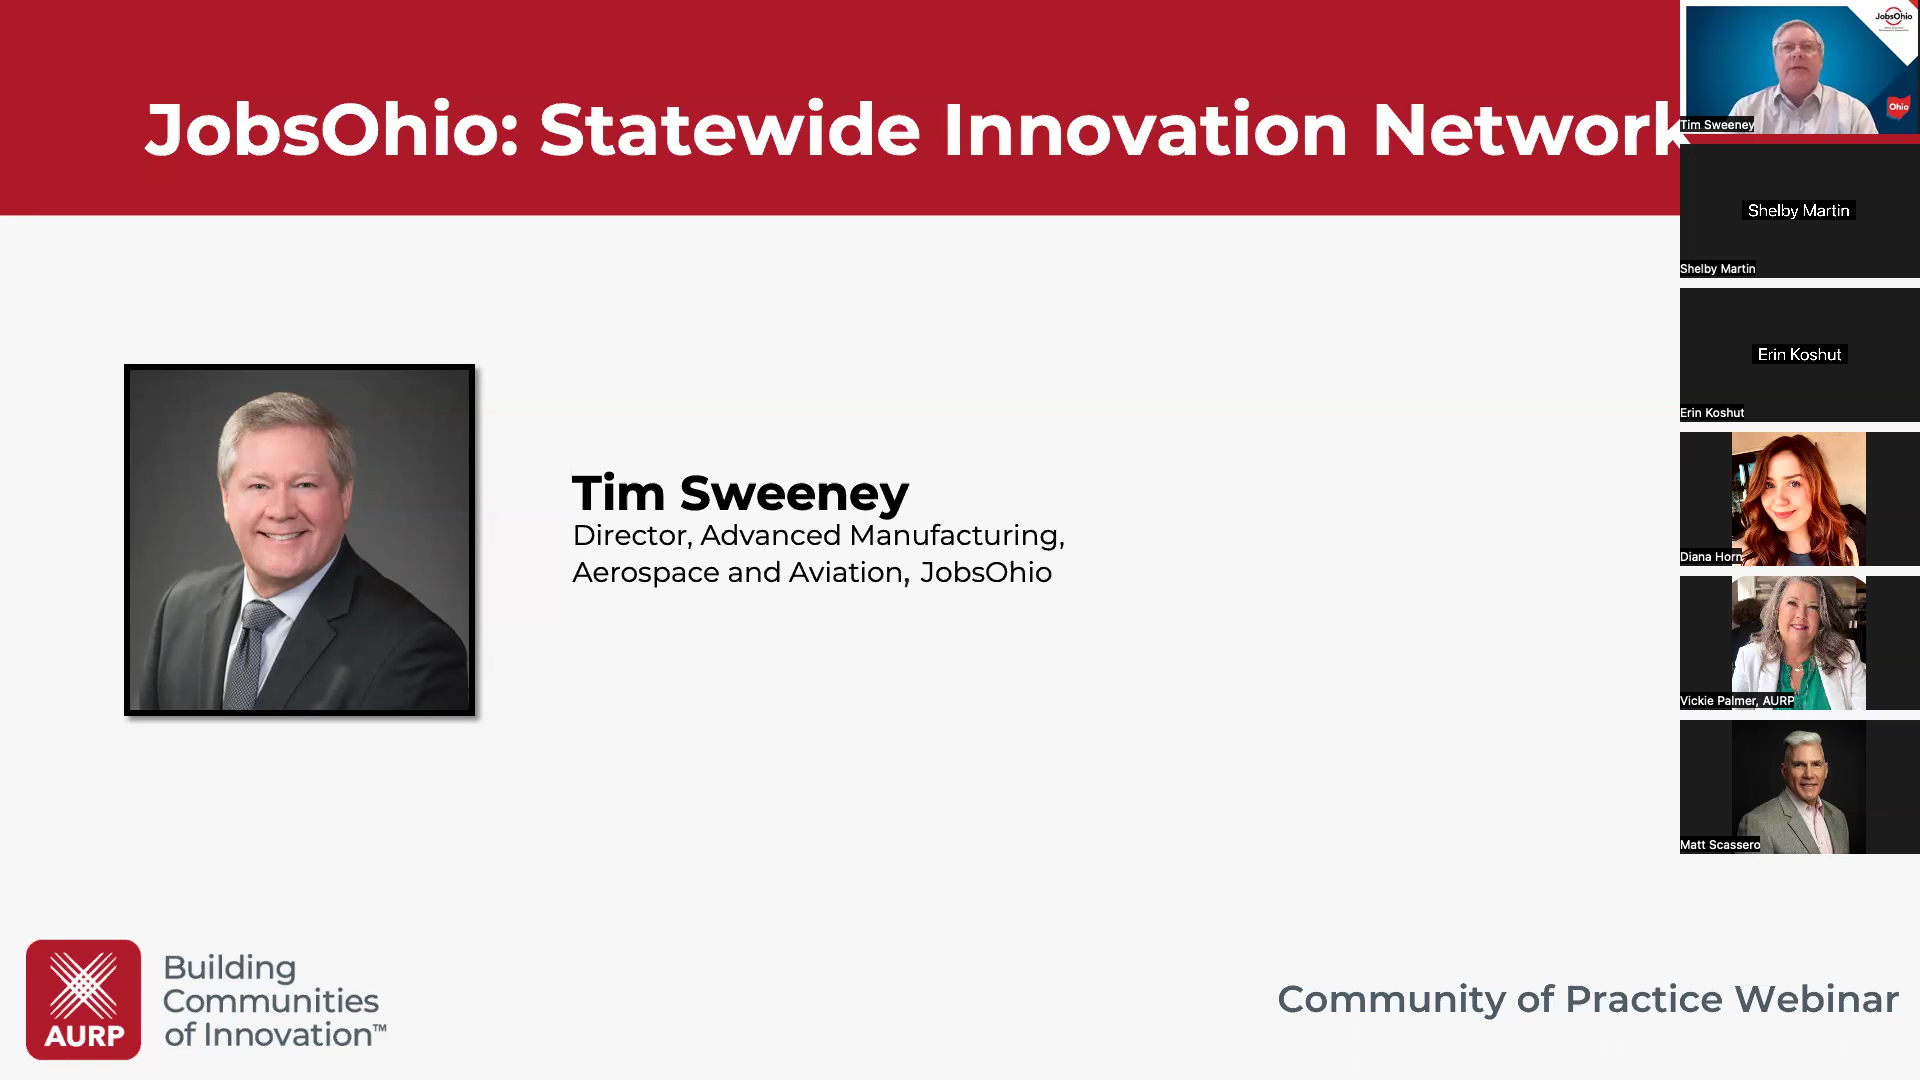 JobsOhio: Statewide Innovation Network
Tim Sweeney
Director, Advanced Manufacturing,
Aerospace and Aviation, JobsOhio
AURP
Building
Communities
of Innovation™
Community of Practice Webinar
JobsOhio
Ohio
Tim Sweeney
Shelby Martin
Shelby Martin
Erin Koshut
Erin Koshut
Diana Horn
Vickie Palmer, AURP
Matt Scassero